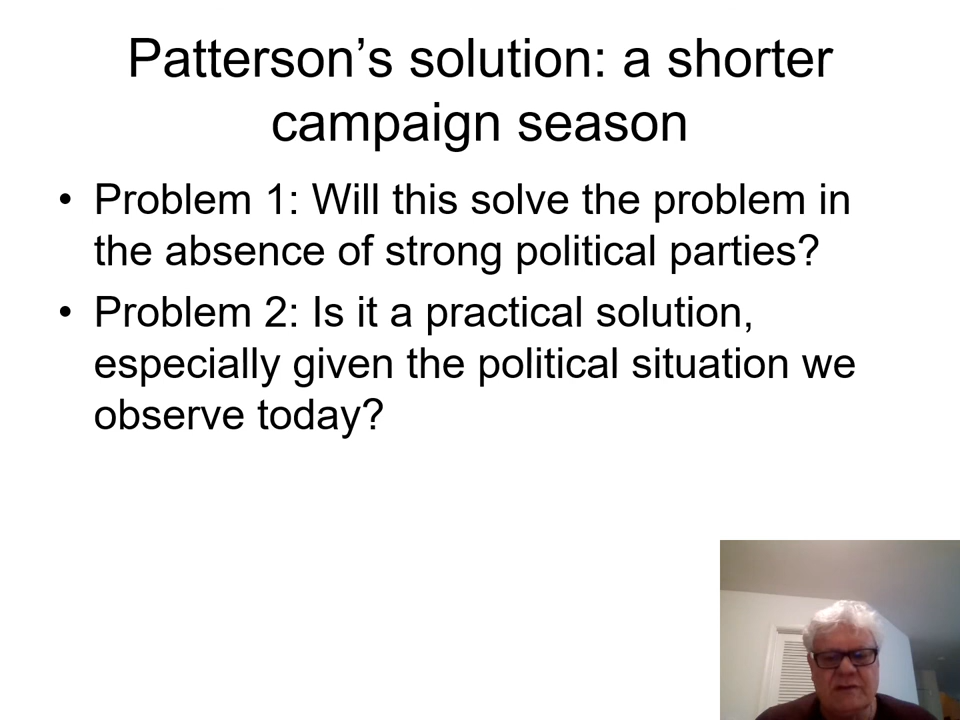 Patterson’s solution: a shorter
campaign season
• Problem 1: Will this solve the problem in
the absence of strong political parties?
• Problem 2: Is it a practical solution,
especially given the political situation we
observe today?